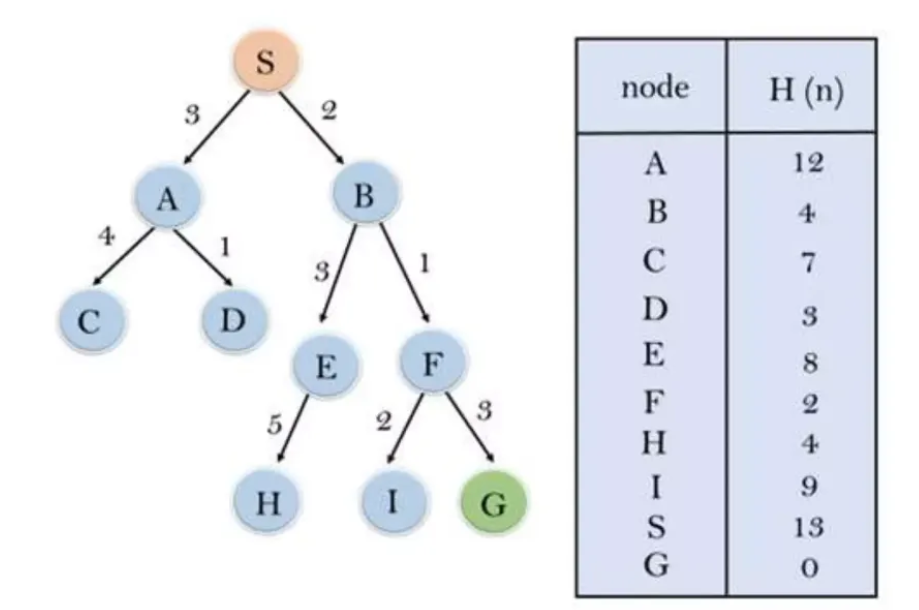 S
3 2
A B
4 1 3 1
C D E F
5 2 3
H I G
node H (n)
A 12
B 4
C 7
D 3
E 8
F 2
H 4
I 9
S 13
G 0